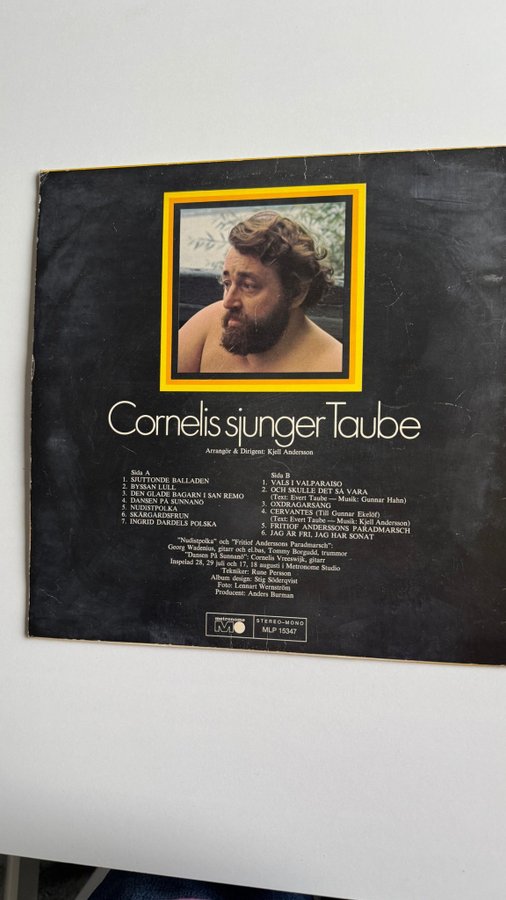 Cornelis sjunger Taube
Arrangör & Dirigent: Kjell Andersson
Sida A
1. SJUTTONDE BALLADEN
2. BYSSAN LULL
3. DEN GLADE BAGARN I SAN REMO
4. DANSEN PÅ SUNNANÖ
5. NUDISTPOLKA
6. SKÄRGÅRDSFRUN
7. INGRID DARDELS POLSKA
Sida B
1. VALS I VALPARAISO
2. OCH SKULLE DET SÅ VARA
(Text: Evert Taube — Musik: Gunnar Hahn)
3. OXDRAGARSÅNG
4. CERVANTES (Till Gunnar Ekelöf)
(Text: Evert Taube — Musik: Kjell Andersson)
5. FRITIOF ANDERSSONS PARADMARSCH
6. JAG ÄR FRI, JAG HAR SONAT
"Nudistpolka" och "Fritiof Anderssons Paradmarsch":
Georg Wadenius, gitarr och el.bas, Tommy Borgudd, trummor
"Dansen På Sunnanö": Cornelis Vreeswijk, gitarr
Inspelad 28, 29 juli och 17, 18 augusti i Metronome Studio
Tekniker: Rune Persson
Album design: Stig Söderqvist
Foto: Lennart Wernström
Producent: Anders Burman
metronome
STEREO-MONO
MLP 15347